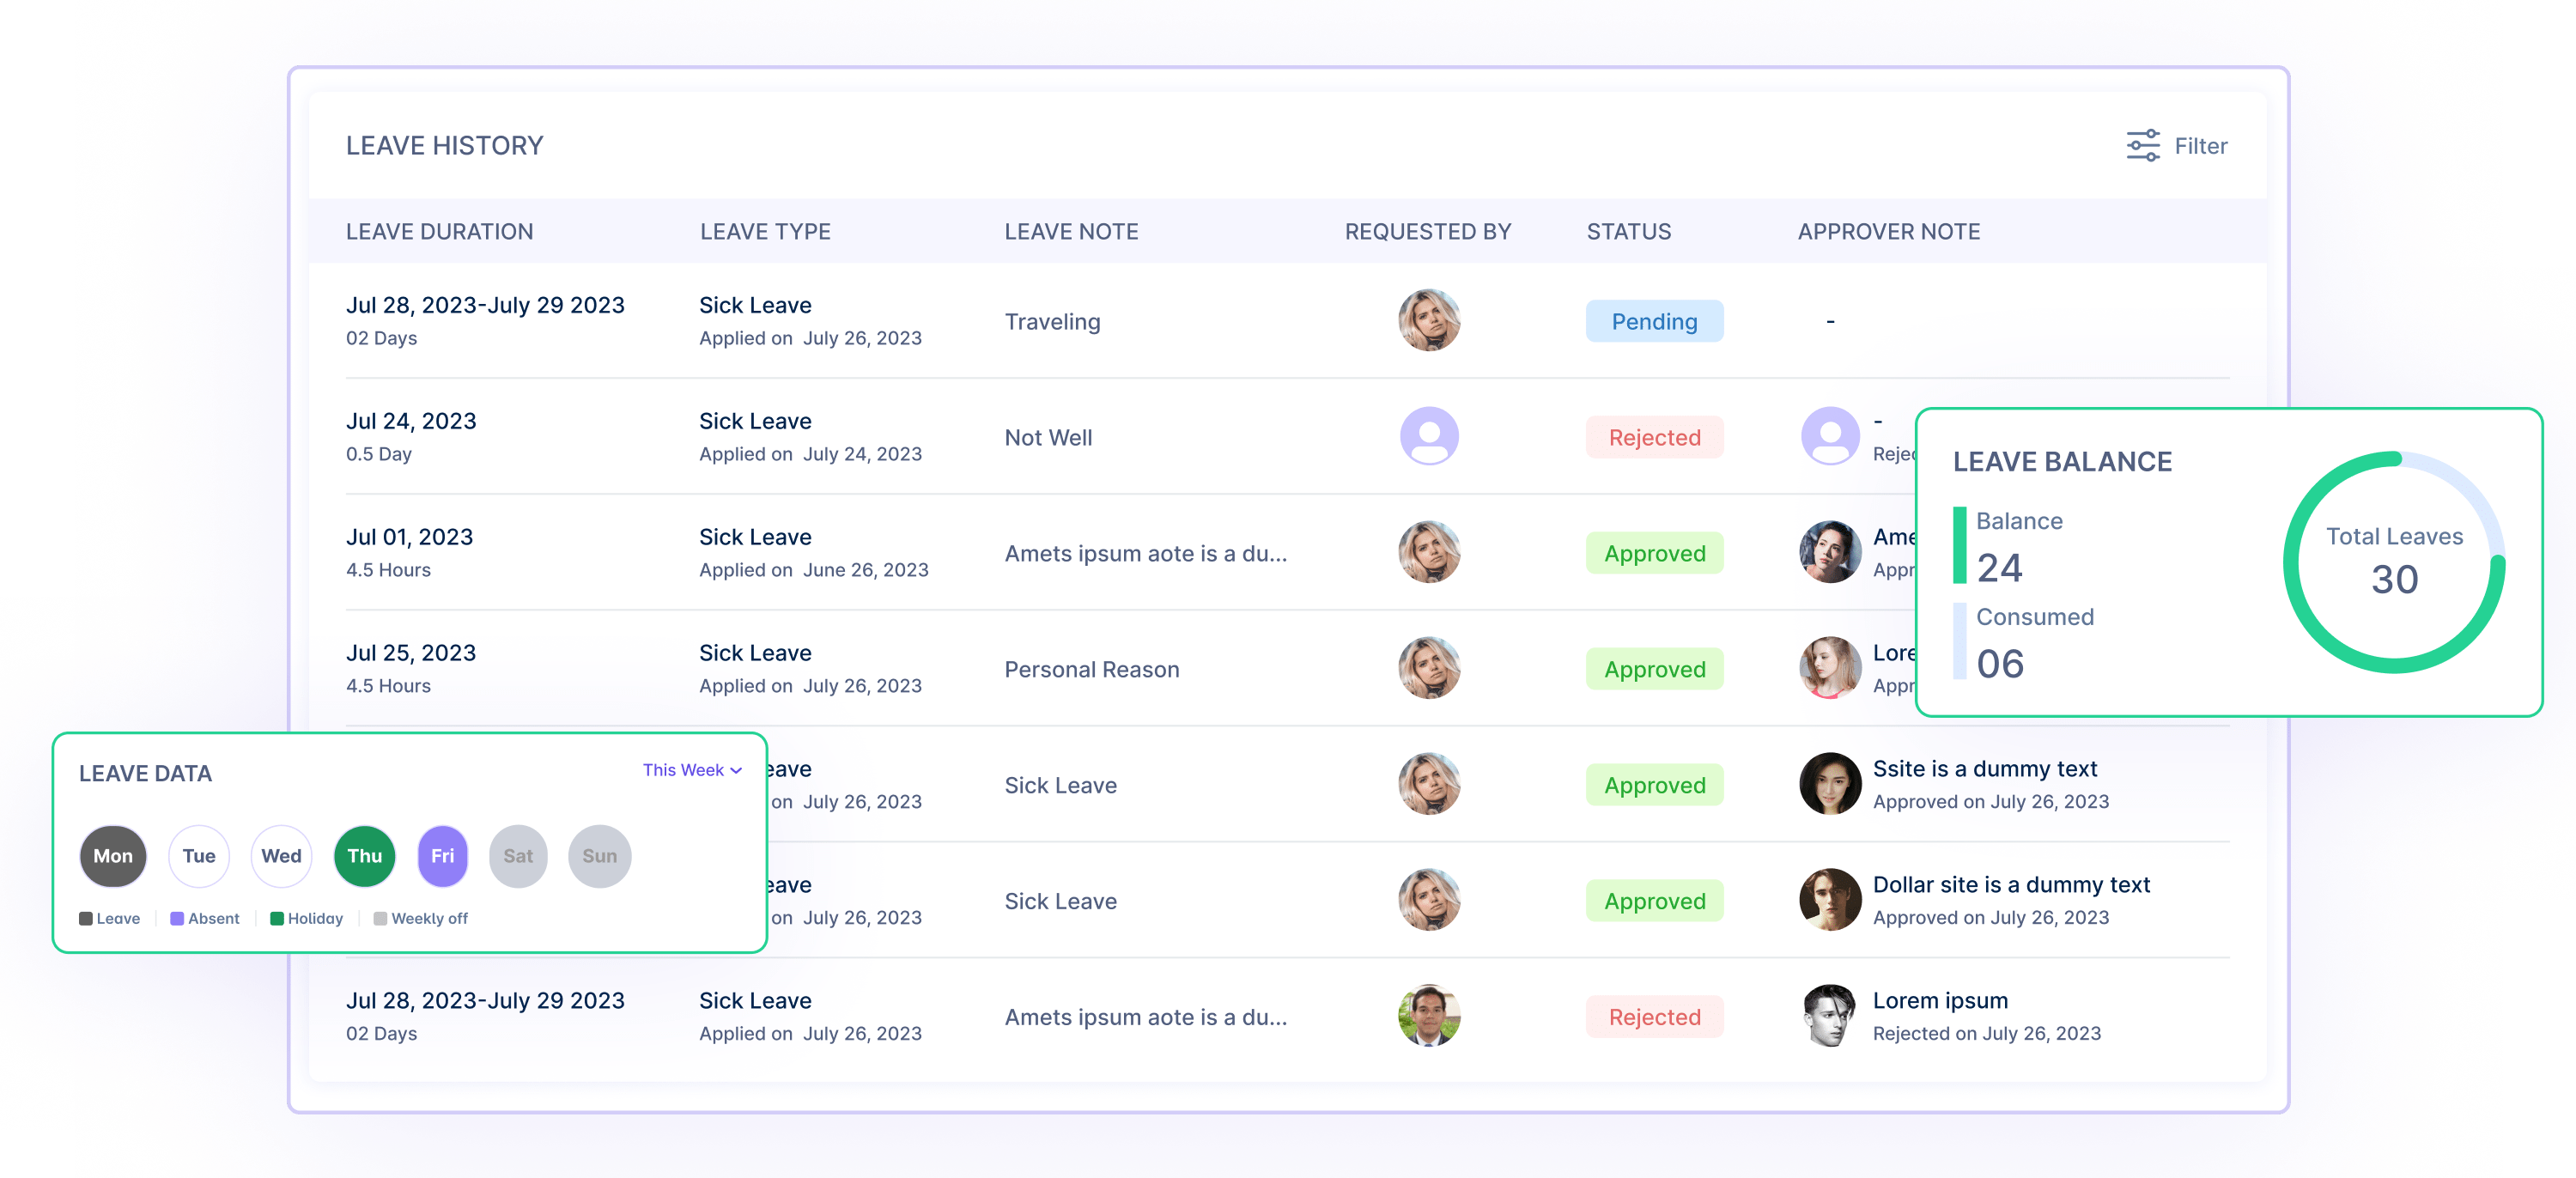 LEAVE HISTORY
Filter
LEAVE DURATION LEAVE TYPE LEAVE NOTE REQUESTED BY STATUS APPROVER NOTE
Jul 28, 2023-July 29 2023 Sick Leave
Traveling Pending -
02 Days Applied on July 26, 2023
Jul 24, 2023 Sick Leave -
Not Well Rejected
0.5 Day Applied on July 24, 2023
Jul 01, 2023 Sick Leave
Amets ipsum aote is a du... Approved
4.5 Hours Applied on June 26, 2023
Jul 25, 2023 Sick Leave
Personal Reason Approved
4.5 Hours Applied on July 26, 2023
LEAVE BALANCE
Balance
24
Consumed
06
Total Leaves
30
Sick Leave Approved Ssite is a dummy text
on July 26, 2023 Approved on July 26, 2023
Sick Leave Approved Dollar site is a dummy text
on July 26, 2023 Approved on July 26, 2023
LEAVE DATA
This Week
Mon Tue Wed Thu Fri Sat Sun
Leave Absent Holiday Weekly off
Jul 28, 2023-July 29 2023 Sick Leave Lorem ipsum
Amets ipsum aote is a du... Rejected
02 Days Applied on July 26, 2023 Rejected on July 26, 2023